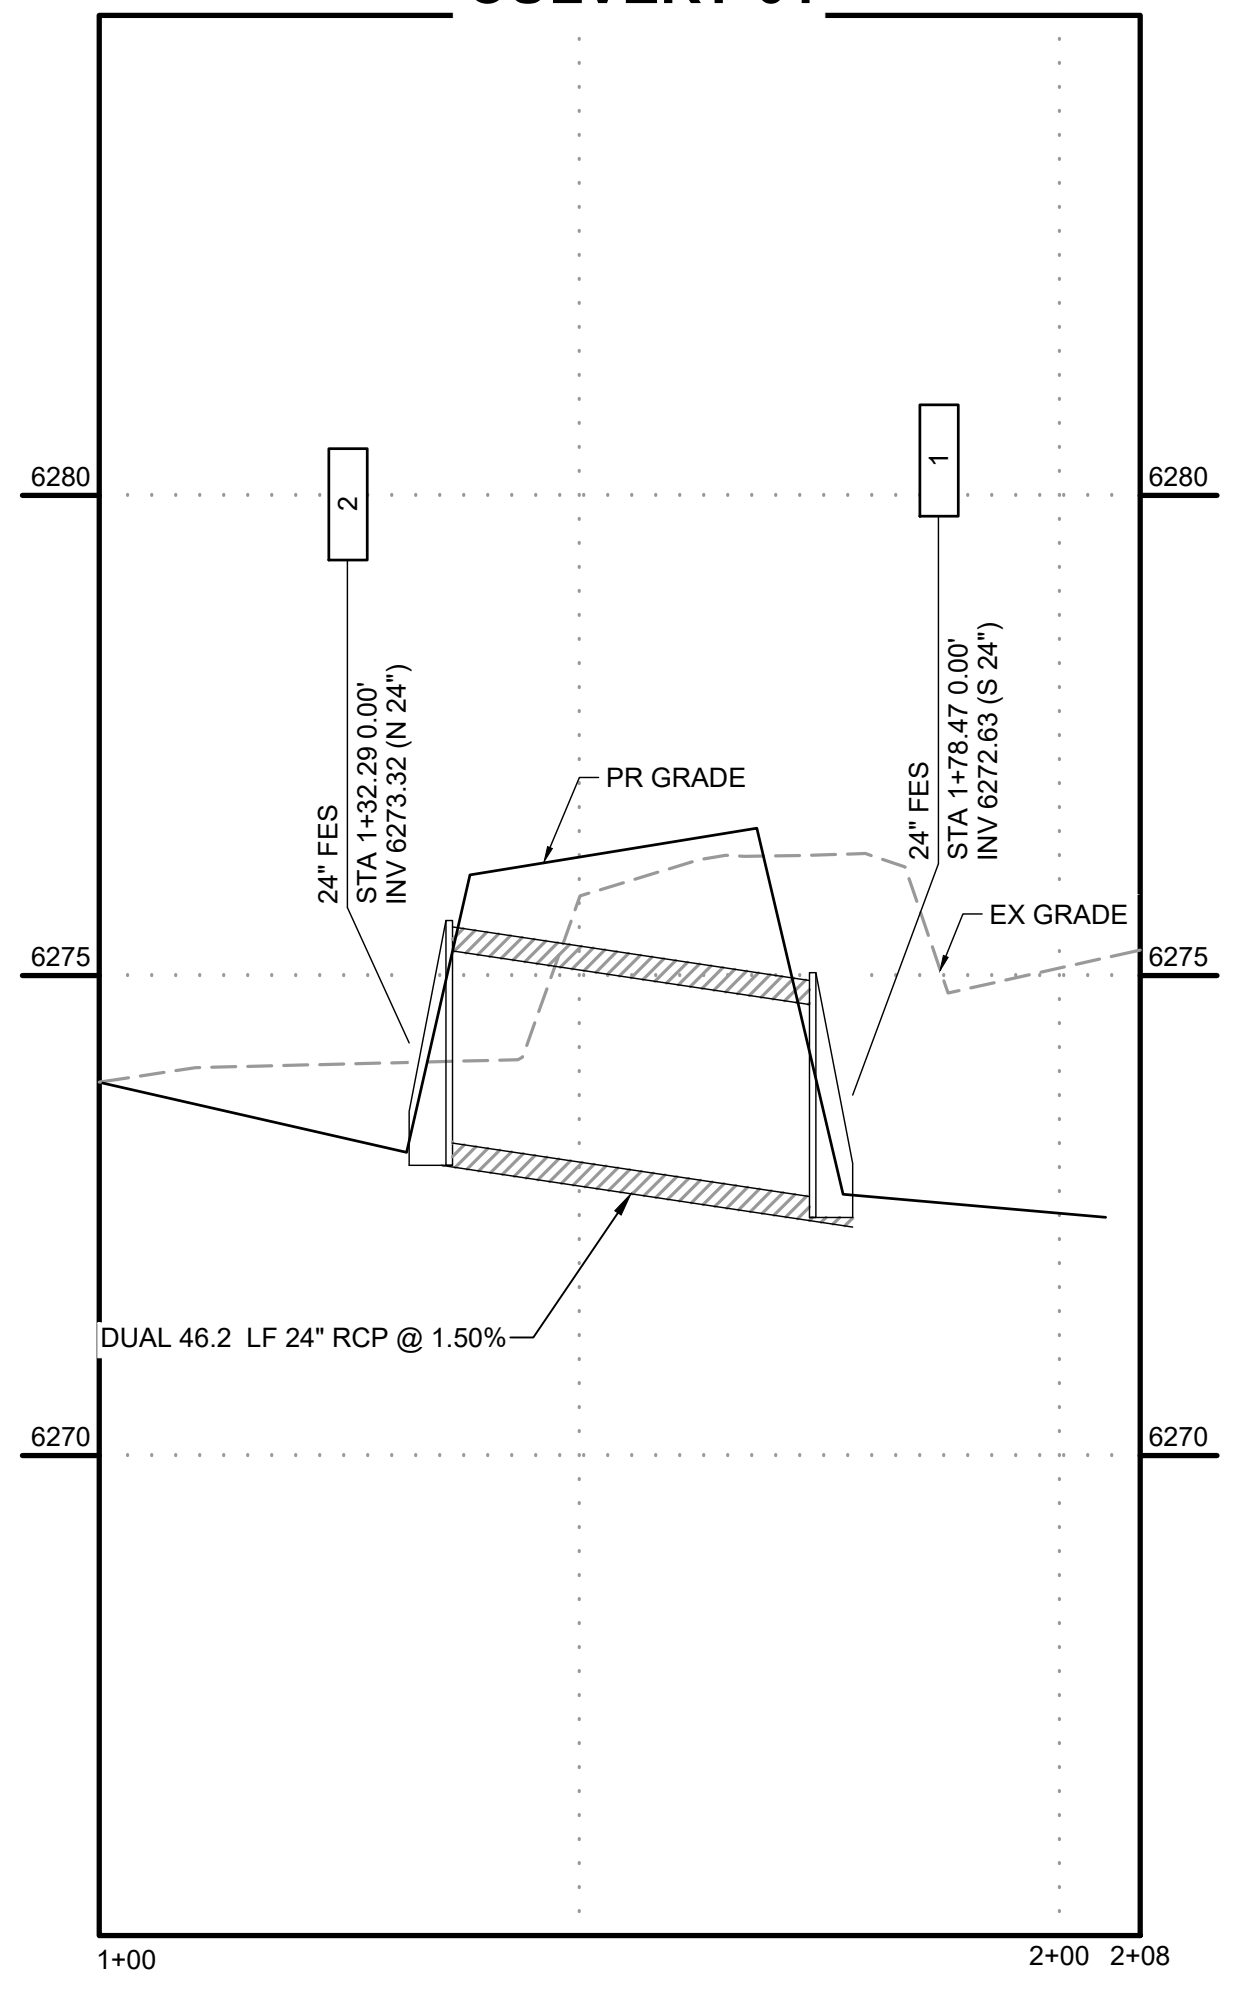 6280
6280
2
1
24" FES
STA 1+32.29 0.00'
INV 6273.32 (N 24")
24" FES
STA 1+78.47 0.00'
INV 6272.63 (S 24")
PR GRADE
EX GRADE
6275
6275
DUAL 46.2 LF 24" RCP @ 1.50%
6270
6270
1+00
2+00
2+08